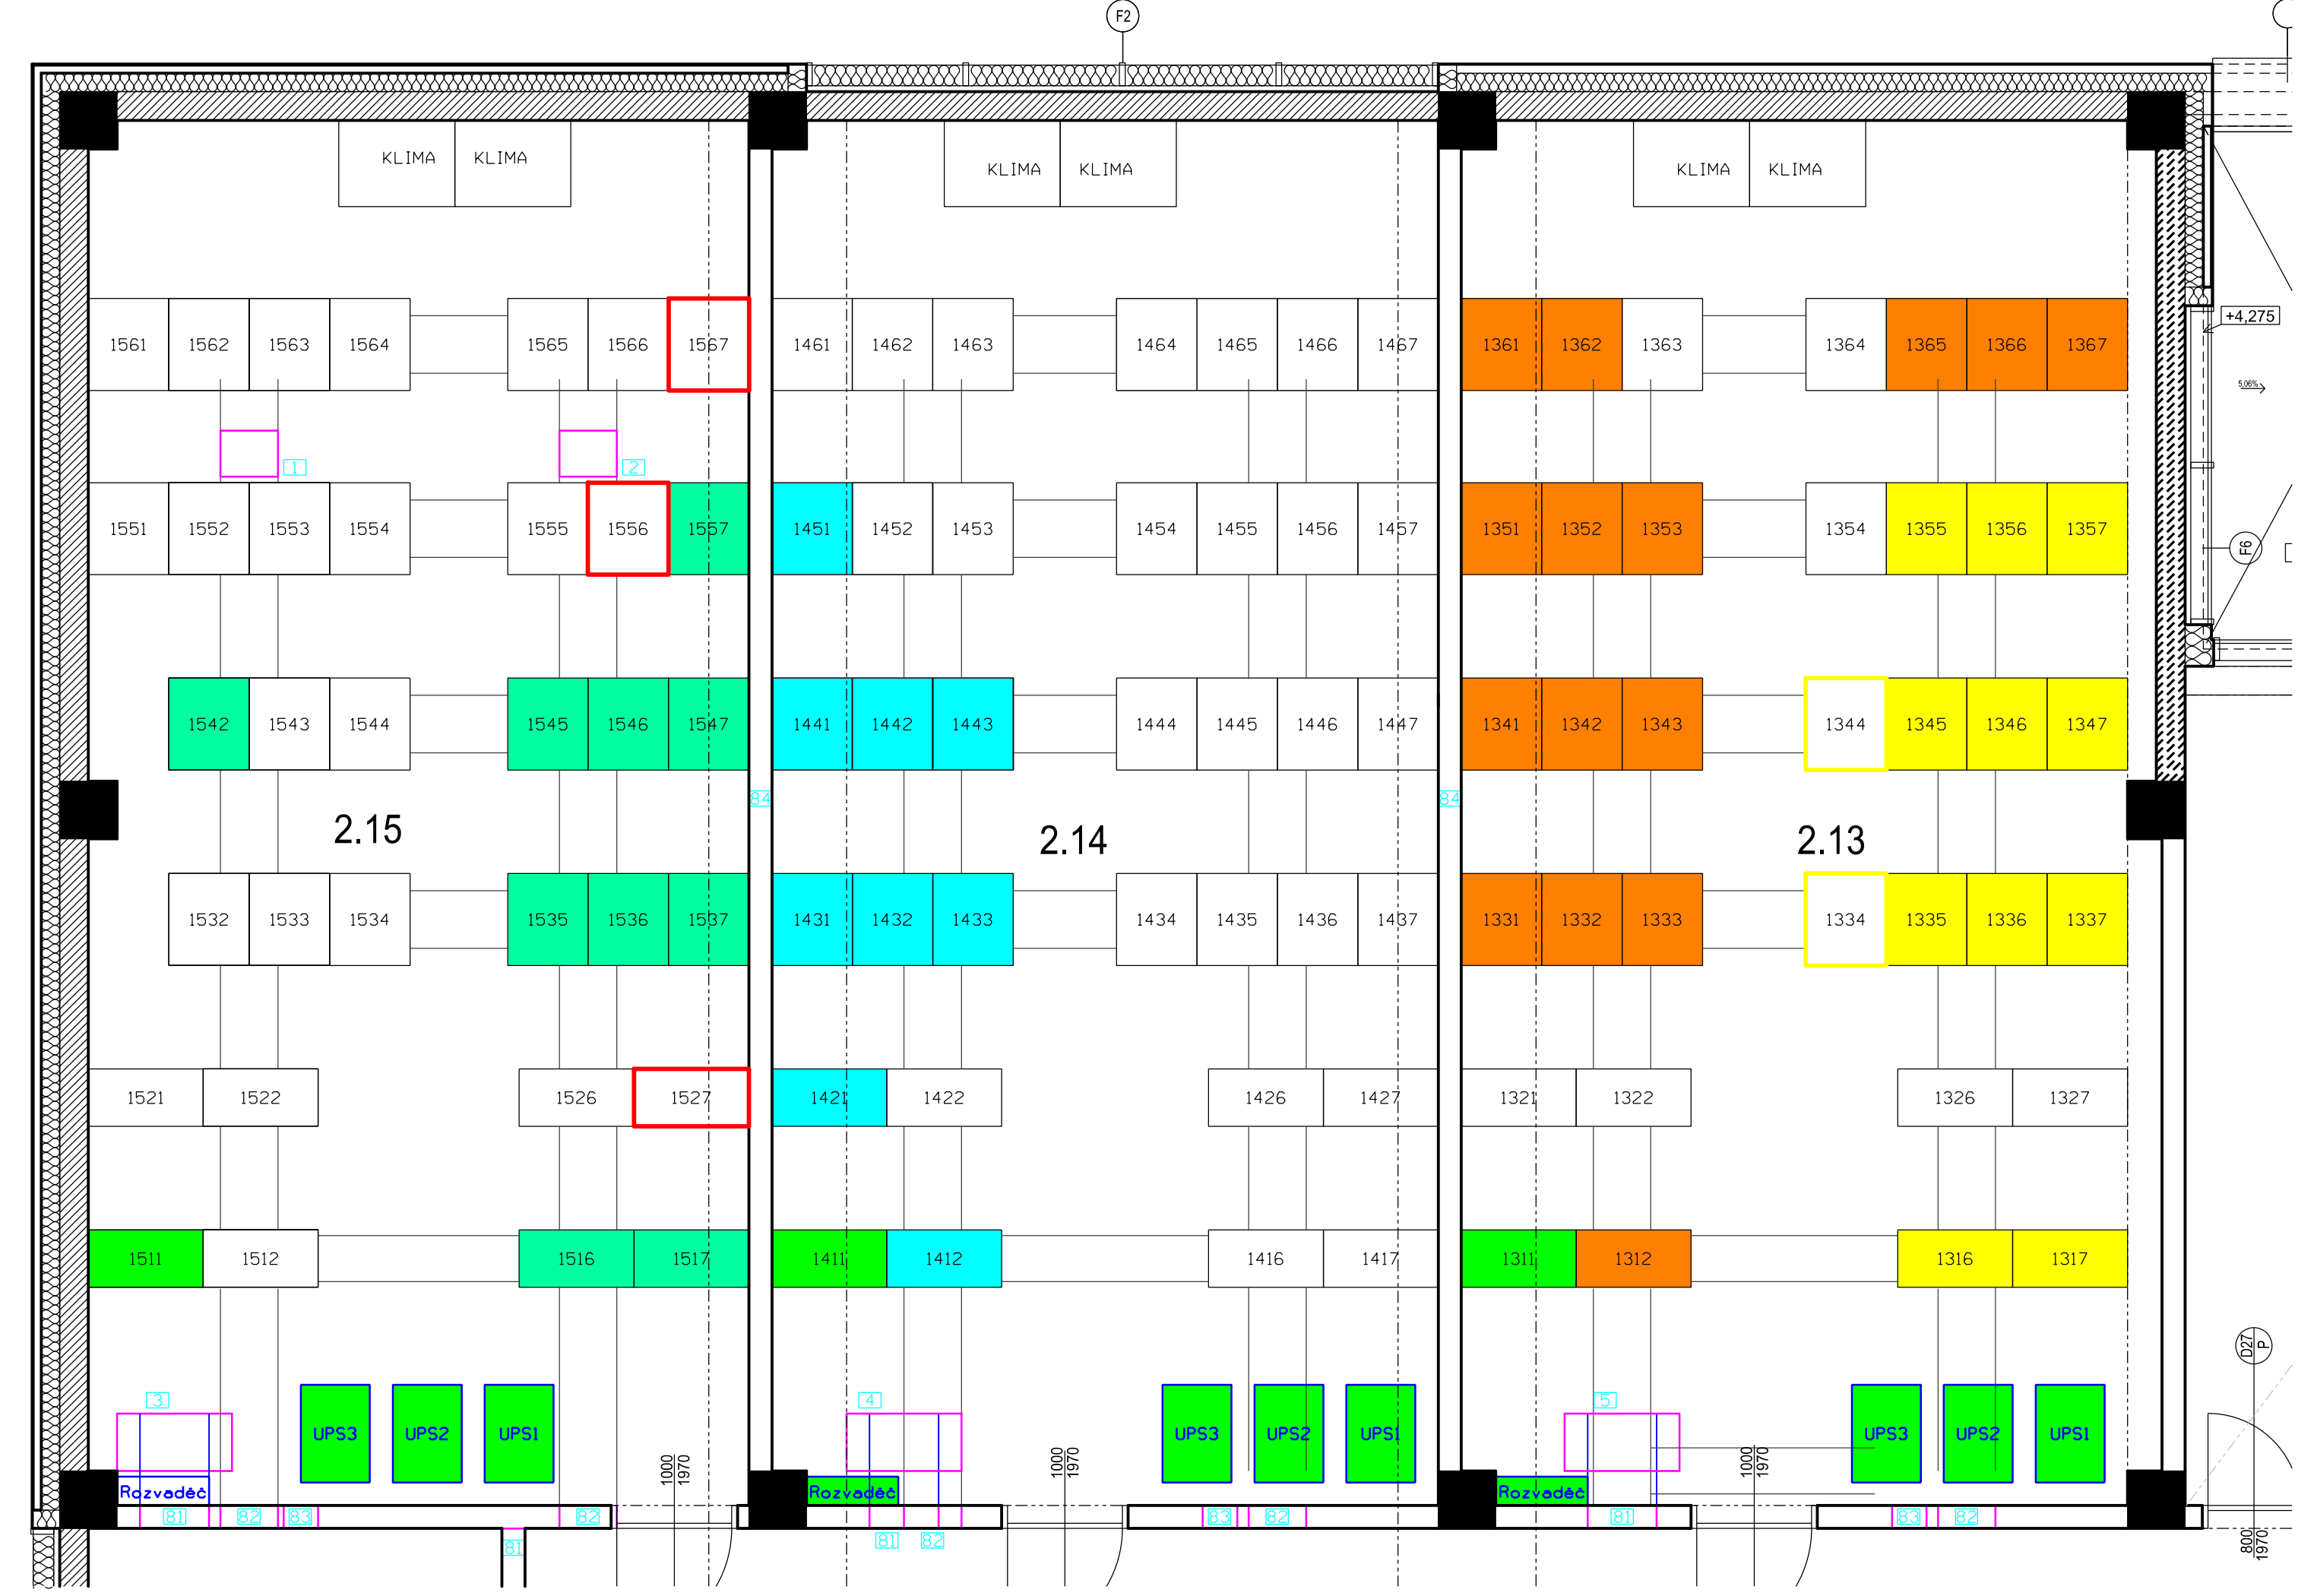 F2
KLIMA KLIMA KLIMA KLIMA KLIMA KLIMA
+4,275
1561 1562 1563 1564 1565 1566 1567 1461 1462 1463 1464 1465 1466 1467 1361 1362 1363 1364 1365 1366 1367
5,06%
1 2
1551 1552 1553 1554 1555 1556 1557 1451 1452 1453 1454 1455 1456 1457 1351 1352 1353 1354 1355 1356 1357
F6
1542 1543 1544 1545 1546 1547 1441 1442 1443 1444 1445 1446 1447 1341 1342 1343 1344 1345 1346 1347
84 84
2.15 2.14 2.13
1532 1533 1534 1535 1536 1537 1431 1432 1433 1434 1435 1436 1437 1331 1332 1333 1334 1335 1336 1337
1521 1522 1526 1527 1421 1422 1426 1427 1321 1322 1326 1327
1511 1512 1516 1517 1411 1412 1416 1417 1311 1312 1316 1317
D27 P
3 4 5
UPS3 UPS2 UPS1 UPS3 UPS2 UPS1 UPS3 UPS2 UPS1
1000 1970 1000 1970 1000 1970
Rozvaděč Rozvaděč Rozvaděč
81 82 83 82 83 82 81 83 82
81 81 82
800 1970